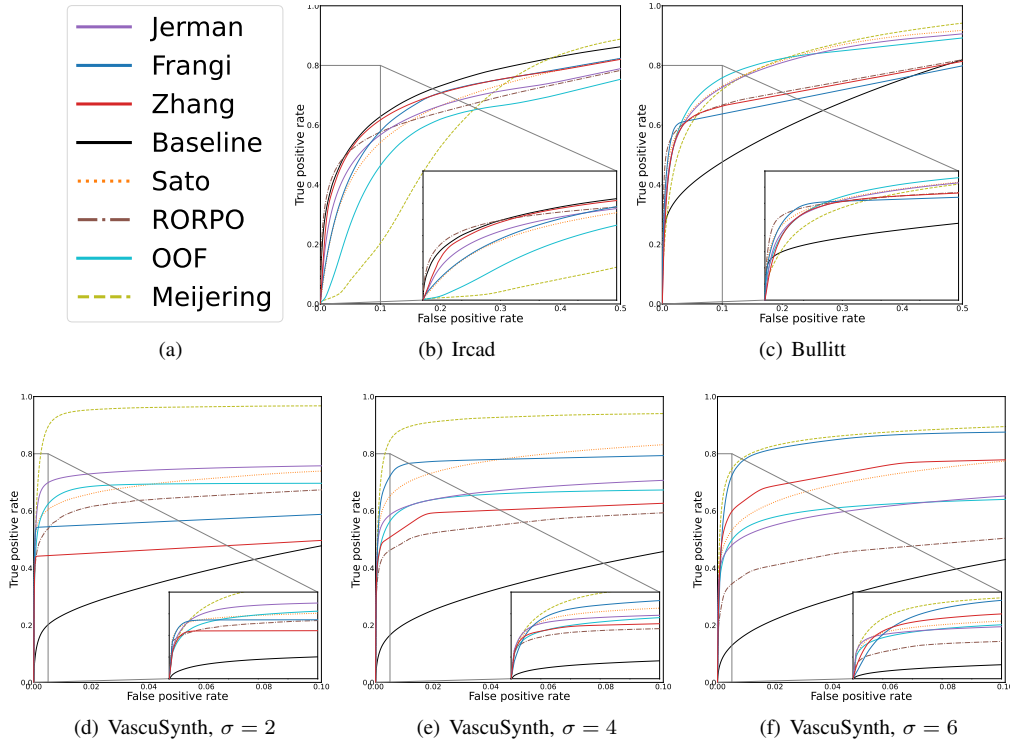 Jerman
Frangi
Zhang
Baseline
Sato
RORPO
OOF
Meijering
(a)
1.0
0.8
0.6
0.4
0.2
0.0
True positive rate
0.0
0.1
0.2
0.3
0.4
0.5
False positive rate
(b) Ircad
1.0
0.8
0.6
0.4
0.2
0.0
True positive rate
0.0
0.1
0.2
0.3
0.4
0.5
False positive rate
(c) Bullitt
1.0
0.8
0.6
0.4
0.2
0.0
True positive rate
0.00
0.02
0.04
0.06
0.08
0.10
False positive rate
(d) VascuSynth, σ = 2
1.0
0.8
0.6
0.4
0.2
0.0
True positive rate
0.00
0.02
0.04
0.06
0.08
0.10
False positive rate
(e) VascuSynth, σ = 4
1.0
0.8
0.6
0.4
0.2
0.0
True positive rate
0.00
0.02
0.04
0.06
0.08
0.10
False positive rate
(f) VascuSynth, σ = 6